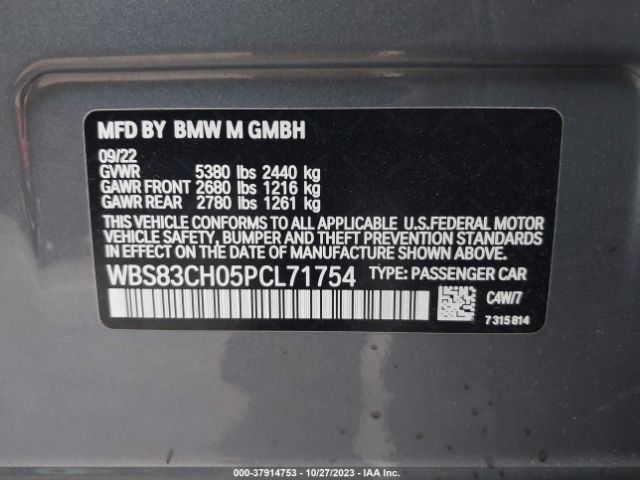 MFD BY BMW M GMBH
09/22
GVWR 5380 lbs 2440 kg
GAWR FRONT 2680 lbs 1216 kg
GAWR REAR 2780 lbs 1261 kg
THIS VEHICLE CONFORMS TO ALL APPLICABLE U.S.FEDERAL MOTOR
VEHICLE SAFETY, BUMPER AND THEFT PREVENTION STANDARDS
IN EFFECT ON THE DATE OF MANUFACTURE SHOWN ABOVE.
WBS83CH05PCL71754 TYPE: PASSENGER CAR
C4W/7
7 315 814
000-37914753 - 10/27/2023 - IAA Inc.